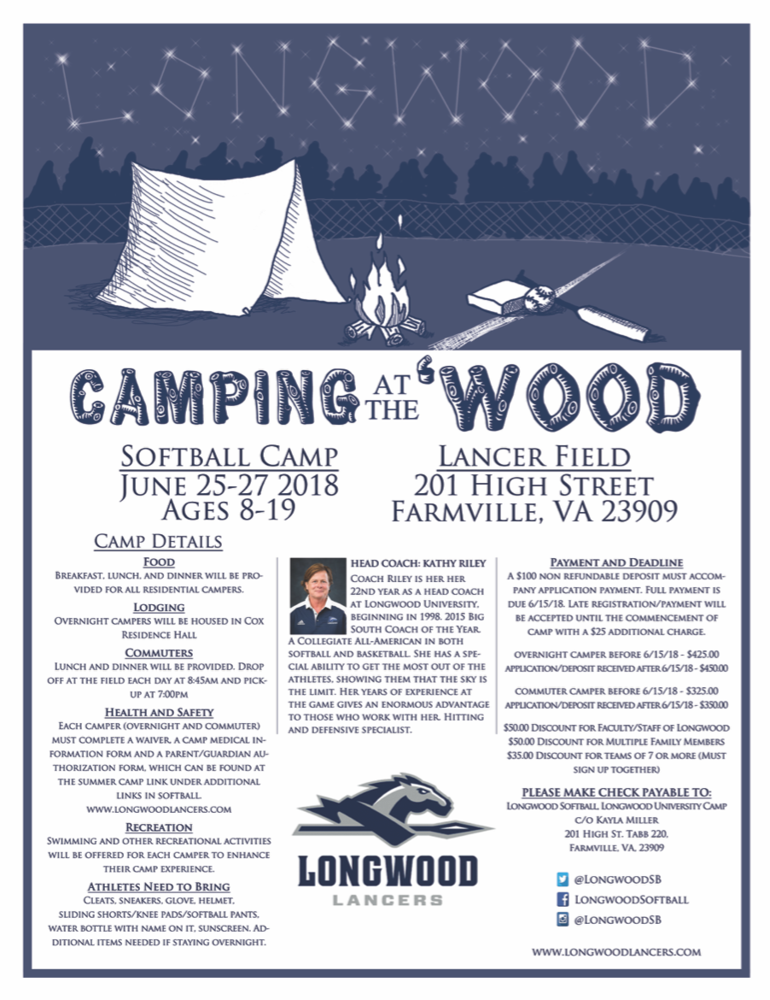 LONGWOOD
CAMPING AT THE 'WOOD
SOFTBALL CAMP
JUNE 25-27 2018
AGES 8-19
LANCER FIELD
201 HIGH STREET
FARMVILLE, VA 23909
CAMP DETAILS
FOOD
BREAKFAST, LUNCH, AND DINNER WILL BE PRO-
VIDED FOR ALL RESIDENTIAL CAMPERS.
LODGING
OVERNIGHT CAMPERS WILL BE HOUSED IN COX
RESIDENCE HALL
COMMUTERS
LUNCH AND DINNER WILL BE PROVIDED. DROP
OFF AT THE FIELD EACH DAY AT 8:45AM AND PICK-
UP AT 7:00PM
HEALTH AND SAFETY
EACH CAMPER (OVERNIGHT AND COMMUTER)
MUST COMPLETE A WAIVER, A CAMP MEDICAL IN-
FORMATION FORM AND A PARENT/GUARDIAN AU-
THORIZATION FORM, WHICH CAN BE FOUND AT
THE SUMMER CAMP LINK UNDER ADDITIONAL
LINKS IN SOFTBALL.
WWW.LONGWOODLANCERS.COM
RECREATION
SWIMMING AND OTHER RECREATIONAL ACTIVITIES
WILL BE OFFERED FOR EACH CAMPER TO ENHANCE
THEIR CAMP EXPERIENCE.
ATHLETES NEED TO BRING
CLEATS, SNEAKERS, GLOVE, HELMET,
SLIDING SHORTS/KNEE PADS/SOFTBALL PANTS,
WATER BOTTLE WITH NAME ON IT, SUNSCREEN. AD-
DITIONAL ITEMS NEEDED IF STAYING OVERNIGHT.
HEAD COACH: KATHY RILEY
COACH RILEY IS HER HER
22ND YEAR AS A HEAD COACH
AT LONGWOOD UNIVERSITY,
BEGINNING IN 1998. 2015 BIG
SOUTH COACH OF THE YEAR.
A COLLEGIATE ALL-AMERICAN IN BOTH
SOFTBALL AND BASKETBALL. SHE HAS A SPE-
CIAL ABILITY TO GET THE MOST OUT OF THE
ATHLETES, SHOWING THEM THAT THE SKY IS
THE LIMIT. HER YEARS OF EXPERIENCE AT
THE GAME GIVES AN ENORMOUS ADVANTAGE
TO THOSE WHO WORK WITH HER. HITTING
AND DEFENSIVE SPECIALIST.
LONGWOOD
LANCERS
PAYMENT AND DEADLINE
A $100 NON REFUNDABLE DEPOSIT MUST ACCOM-
PANY APPLICATION PAYMENT. FULL PAYMENT IS
DUE 6/15/18. LATE REGISTRATION/PAYMENT WILL
BE ACCEPTED UNTIL THE COMMENCEMENT OF
CAMP WITH A $25 ADDITIONAL CHARGE.
OVERNIGHT CAMPER BEFORE 6/15/18 - $425.00
APPLICATION/DEPOSIT RECEIVED AFTER 6/15/18 - $450.00
COMMUTER CAMPER BEFORE 6/15/18 - $325.00
APPLICATION/DEPOSIT RECEIVED AFTER 6/15/18 - $350.00
$50.00 DISCOUNT FOR FACULTY/STAFF OF LONGWOOD
$50.00 DISCOUNT FOR MULTIPLE FAMILY MEMBERS
$35.00 DISCOUNT FOR TEAMS OF 7 OR MORE (MUST
SIGN UP TOGETHER)
PLEASE MAKE CHECK PAYABLE TO:
LONGWOOD SOFTBALL, LONGWOOD UNIVERSITY CAMP
C/O KAYLA MILLER
201 HIGH ST. TABB 220,
FARMVILLE, VA, 23909
@LONGWOODSB
LONGWOODSOFTBALL
@LONGWOODSB
WWW.LONGWOODLANCERS.COM